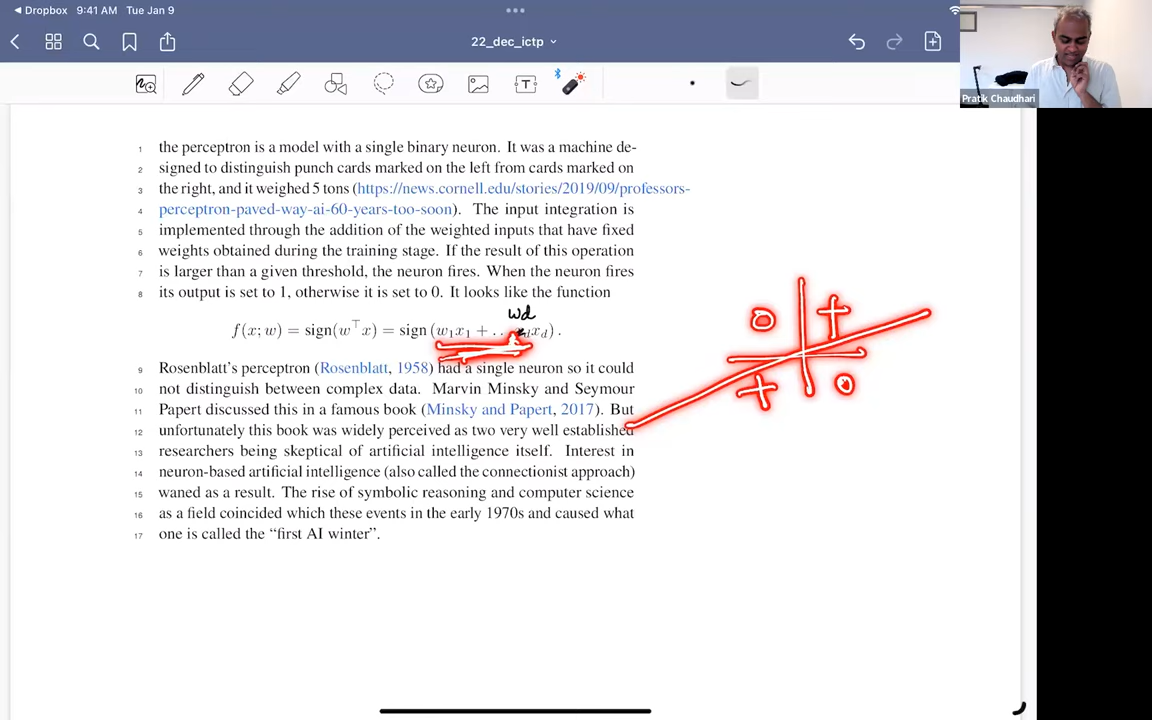 Dropbox 9:41 AM Tue Jan 9
22_dec_ictp
Pratik Chaudhari
1 the perceptron is a model with a single binary neuron. It was a machine de-
2 signed to distinguish punch cards marked on the left from cards marked on
3 the right, and it weighed 5 tons (https://news.cornell.edu/stories/2019/09/professors-
4 perceptron-paved-way-ai-60-years-too-soon). The input integration is
5 implemented through the addition of the weighted inputs that have fixed
6 weights obtained during the training stage. If the result of this operation
7 is larger than a given threshold, the neuron fires. When the neuron fires
8 its output is set to 1, otherwise it is set to 0. It looks like the function
wd
f(x; w) = sign(w⊤x) = sign (w₁x₁ + . . xd) .
O +
+ O
9 Rosenblatt's perceptron (Rosenblatt, 1958) had a single neuron so it could
10 not distinguish between complex data. Marvin Minsky and Seymour
11 Papert discussed this in a famous book (Minsky and Papert, 2017). But
12 unfortunately this book was widely perceived as two very well established
13 researchers being skeptical of artificial intelligence itself. Interest in
14 neuron-based artificial intelligence (also called the connectionist approach)
15 waned as a result. The rise of symbolic reasoning and computer science
16 as a field coincided which these events in the early 1970s and caused what
17 one is called the “first AI winter”.